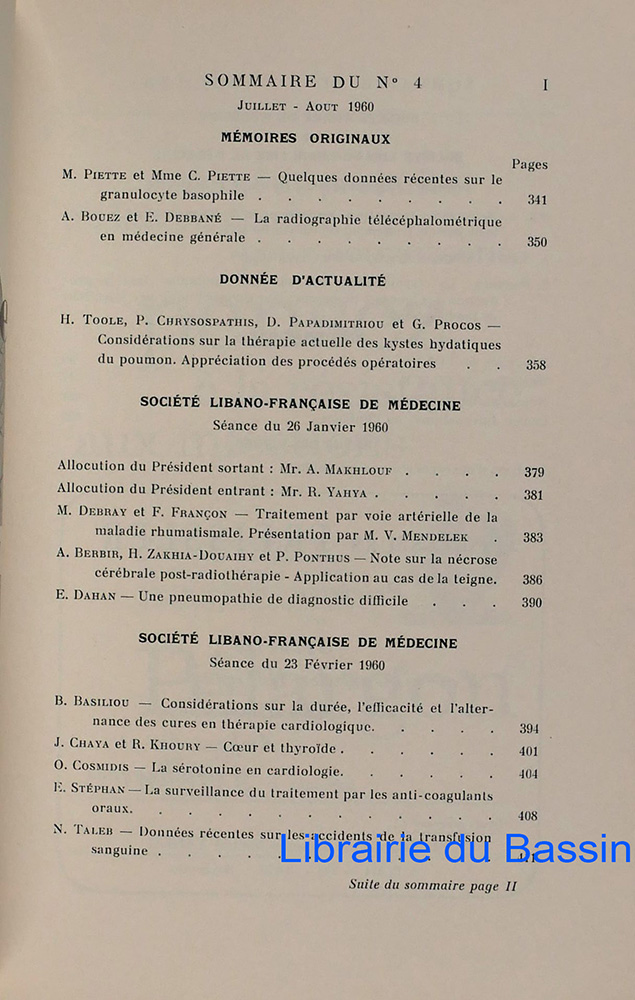 SOMMAIRE DU N° 4 I
JUILLET - AOUT 1960
MÉMOIRES ORIGINAUX
Pages
M. PIETTE et Mme C. PIETTE — Quelques données récentes sur le
granulocyte basophile . . . . . . . . . 341
A. BOUEZ et E. DEBBANÉ — La radiographie télécéphalométrique
en médecine générale . . . . . . . . . 350
DONNÉE D'ACTUALITÉ
H. TOOLE, P. CHRYSOSPATHIS, D. PAPADIMITRIOU et G. PROCOS —
Considérations sur la thérapie actuelle des kystes hydatiques
du poumon. Appréciation des procédés opératoires . . 358
SOCIÉTÉ LIBANO-FRANÇAISE DE MÉDECINE
Séance du 26 Janvier 1960
Allocution du Président sortant : Mr. A. MAKHLOUF . . . . 379
Allocution du Président entrant : Mr. R. YAHYA . . . . . 381
M. DEBRAY et F. FRANÇON — Traitement par voie artérielle de la
maladie rhumatismale. Présentation par M. V. MENDELEK . 383
A. BERBIR, H. ZAKHIA-DOUAIHY et P. PONTHUS — Note sur la nécrose
cérébrale post-radiothérapie - Application au cas de la teigne. 386
E. DAHAN — Une pneumopathie de diagnostic difficile . . . 390
SOCIÉTÉ LIBANO-FRANÇAISE DE MÉDECINE
Séance du 23 Février 1960
B. BASILIOU — Considérations sur la durée, l'efficacité et l'alter-
nance des cures en thérapie cardiologique. . . . . 394
J. CHAYA et R. KHOURY — Cœur et thyroïde . . . . . . 401
O. COSMIDIS — La sérotonine en cardiologie. . . . . . 404
E. STÉPHAN — La surveillance du traitement par les anti-coagulants
oraux. . . . . . . . . . . . . 408
N. TALEB — Données récentes sur les accidents de la transfusion
sanguine . . . . .
Librairie du Bassin
Suite du sommaire page II